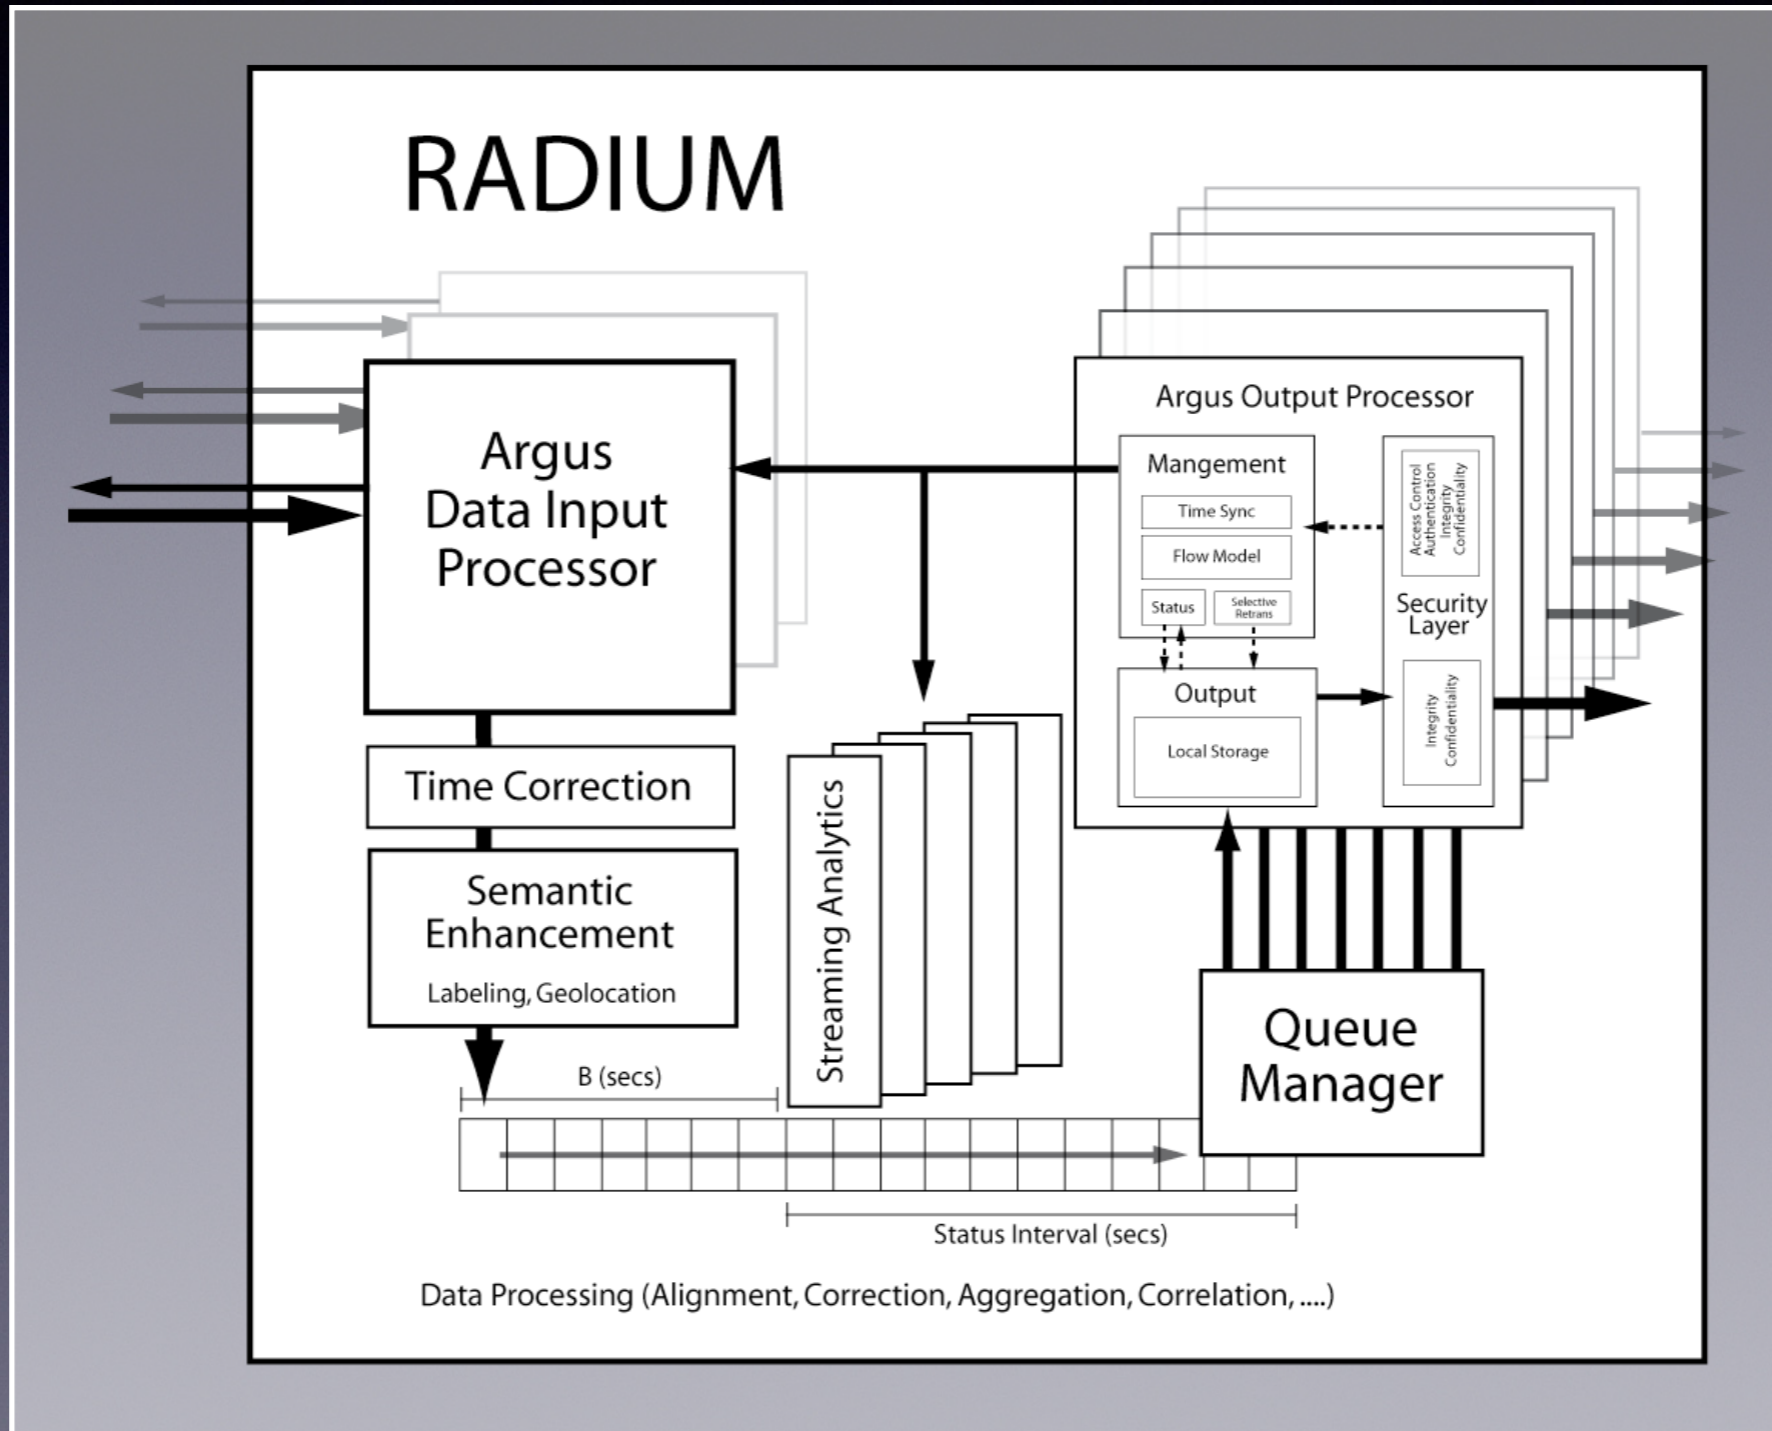 RADIUM
Argus
Data Input
Processor
Time Correction
Semantic
Enhancement
Labeling, Geolocation
B (secs)
Streaming Analytics
Argus Output Processor
Mangement
Time Sync
Flow Model
Status
Selective
Retrans
Output
Local Storage
Access Control
Authentication
Integrity
Confidentiality
Security
Layer
Integrity
Confidentiality
Queue
Manager
Status Interval (secs)
Data Processing (Alignment, Correction, Aggregation, Correlation, ....)